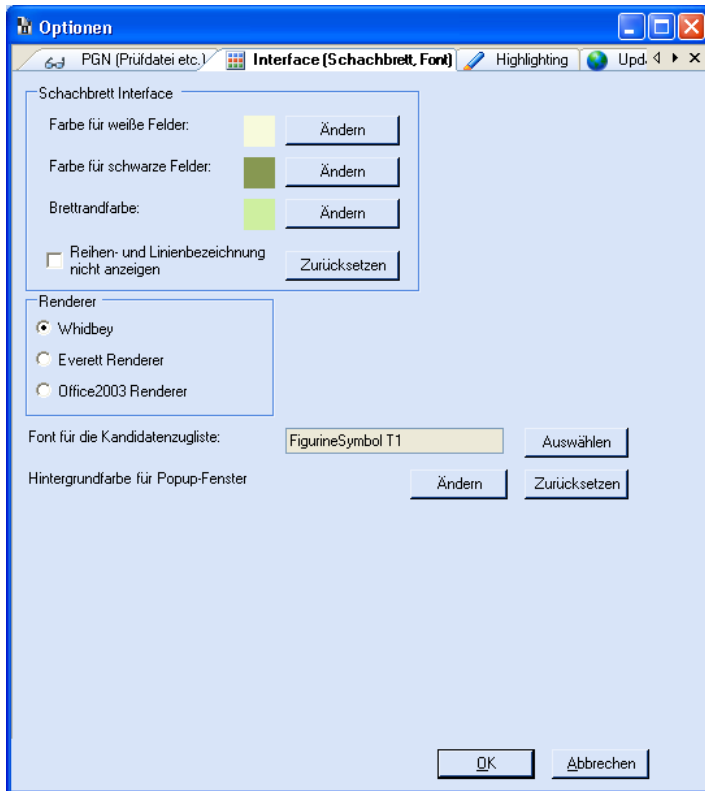 Optionen
PGN (Prüfdatei etc.) Interface (Schachbrett, Font) Highlighting Upd.
Schachbrett Interface
Farbe für weiße Felder: Ändern
Farbe für schwarze Felder: Ändern
Brettrandfarbe: Ändern
Reihen- und Linienbezeichnung
nicht anzeigen
Zurücksetzen
Renderer
Whidbey
Everett Renderer
Office2003 Renderer
Font für die Kandidatenzugliste: FigurineSymbol T1 Auswählen
Hintergrundfarbe für Popup-Fenster Ändern Zurücksetzen
OK Abbrechen